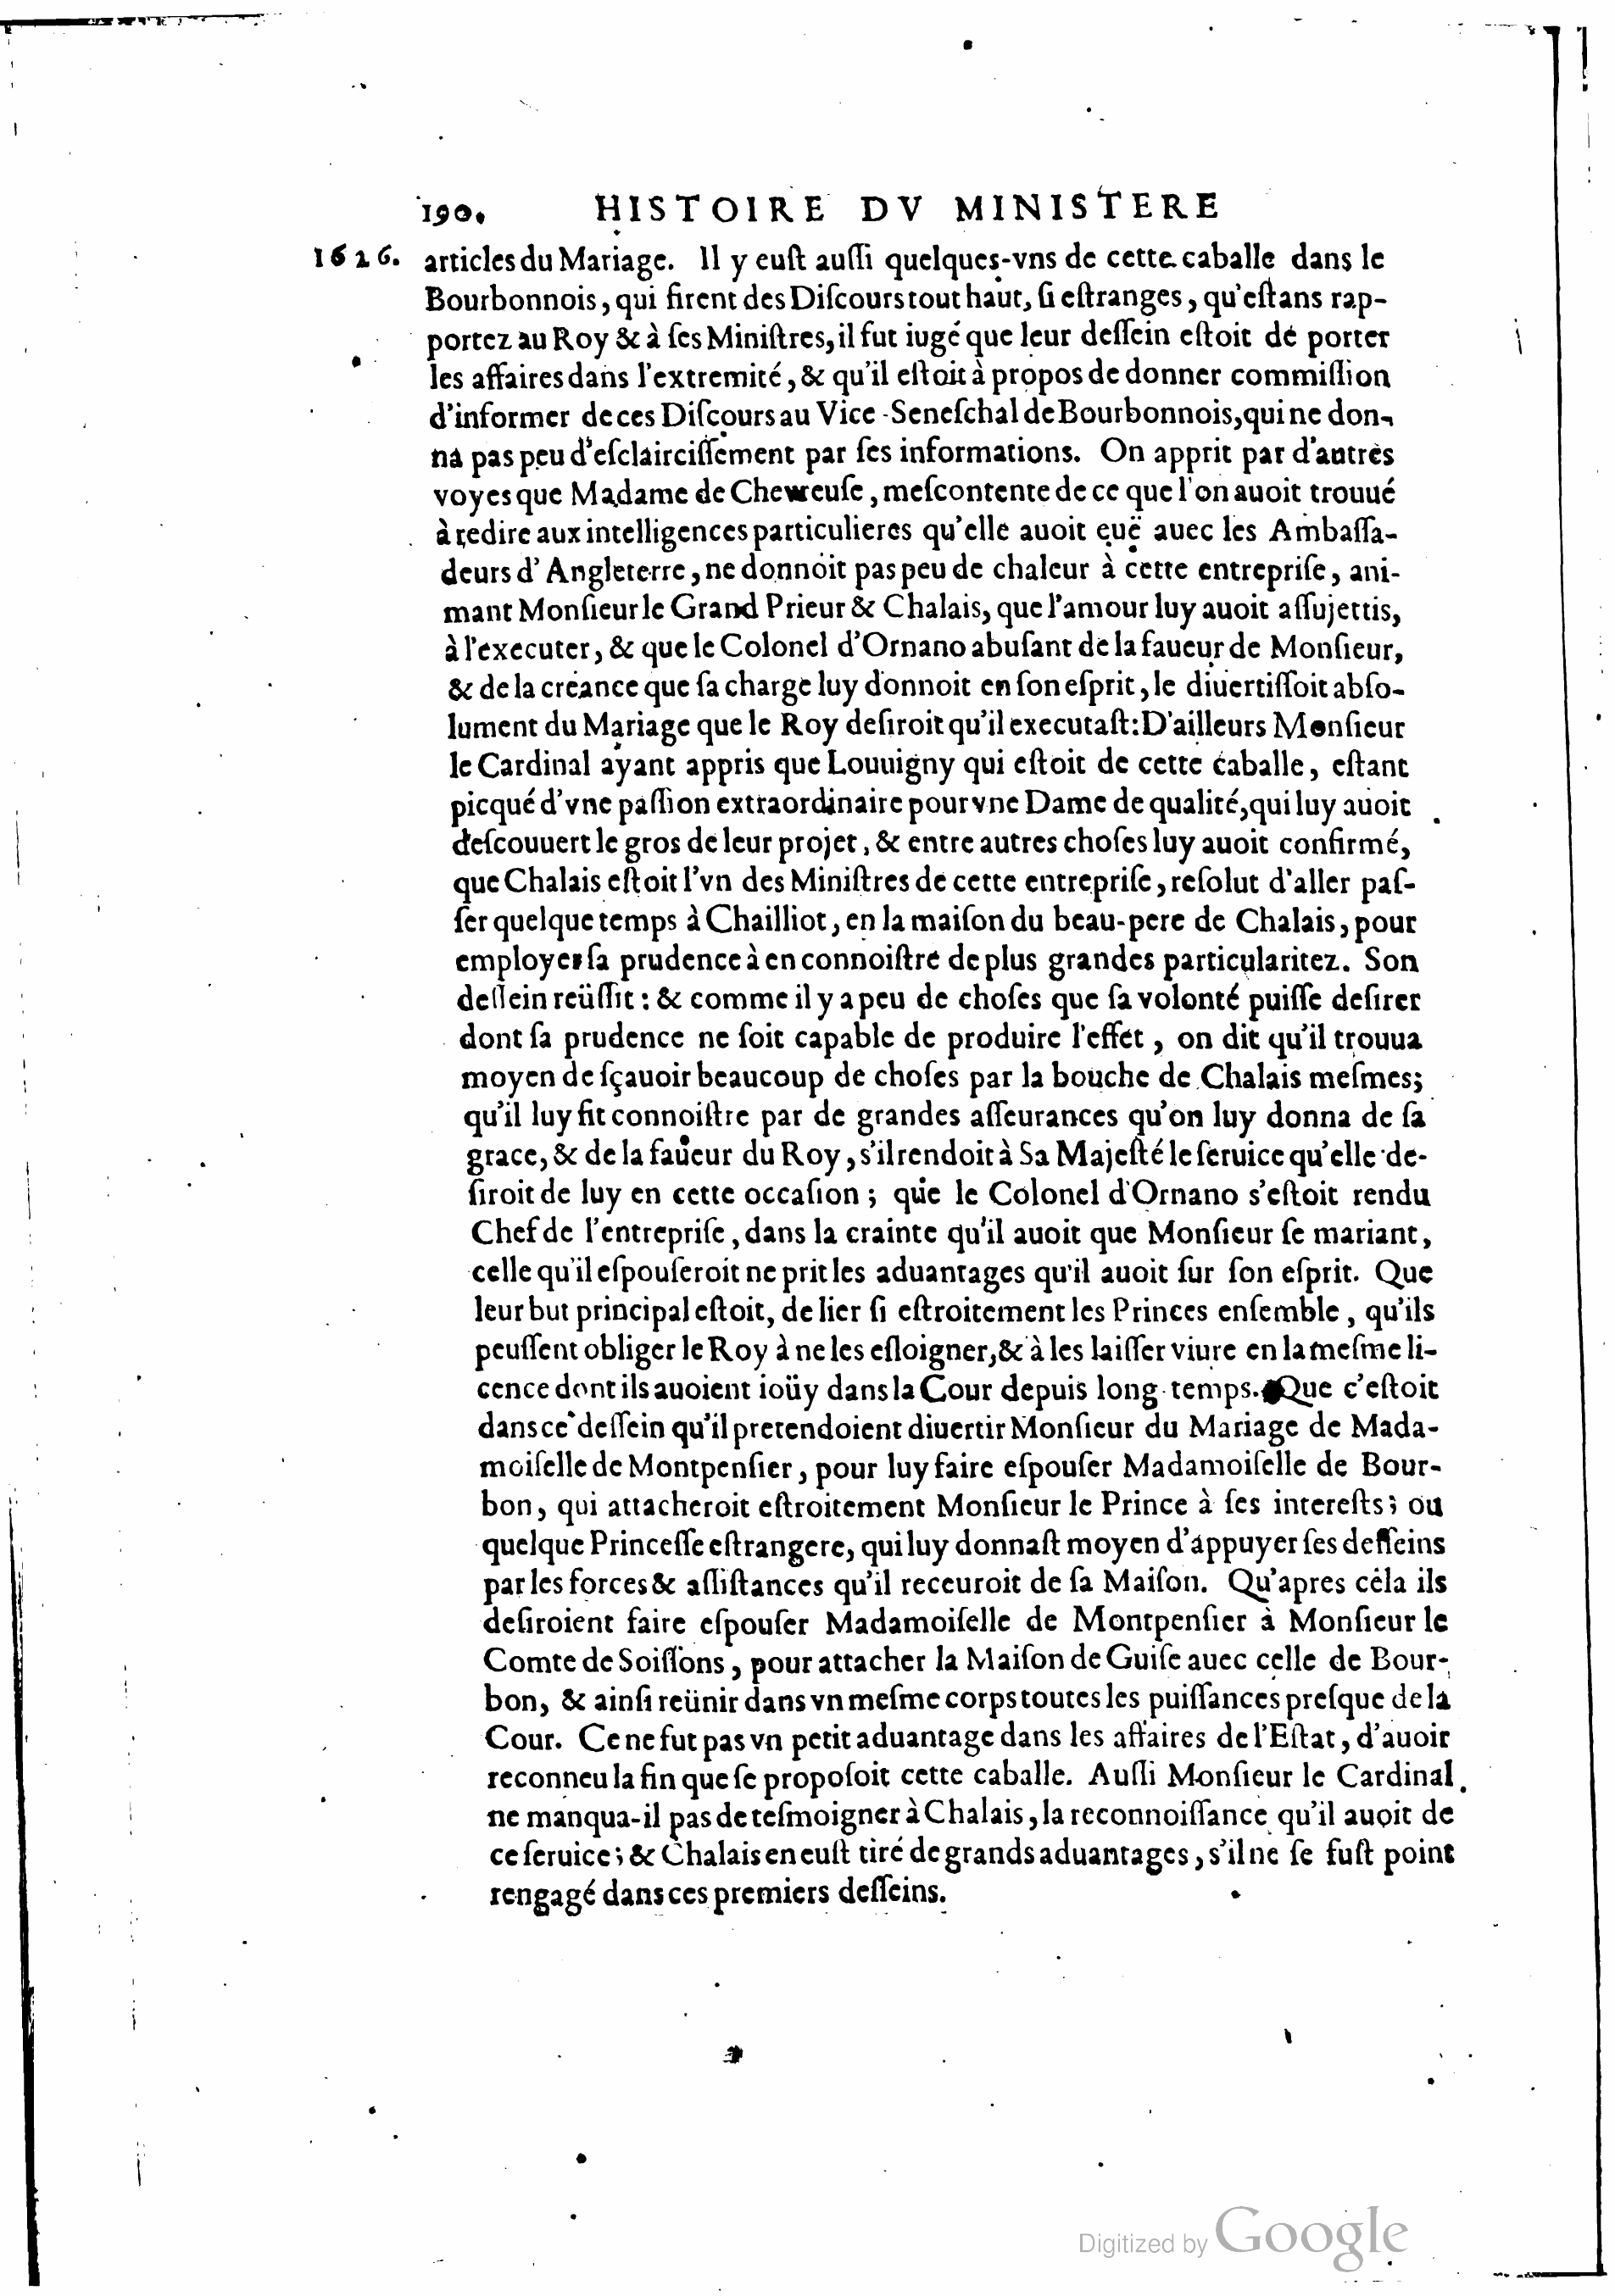 190. HISTOIRE DV MINISTERE
1626. articles du Mariage. Il y euſt auſſi quelques-vns de cette caballe dans le
Bourbonnois, qui firent des Diſcours tout haut, ſi eſtranges, qu'eſtans rap-
portez au Roy & à ſes Miniſtres, il fut iugé que leur deſſein eſtoit de porter
les affaires dans l'extremité, & qu'il eſtoit à propos de donner commiſſion
d'informer de ces Diſcours au Vice-Seneſchal de Bourbonnois, qui ne don-
na pas peu d'eſclairciſſement par ſes informations. On apprit par d'autres
voyes que Madame de Chevreuſe, meſcontente de ce que l'on auoit trouué
à redire aux intelligences particulieres qu'elle auoit euë auec les Ambaſſa-
deurs d'Angleterre, ne donnoit pas peu de chaleur à cette entrepriſe, ani-
mant Monſieur le Grand Prieur & Chalais, que l'amour luy auoit aſſujettis,
à l'executer, & que le Colonel d'Ornano abuſant de la faueur de Monſieur,
& de la créance que ſa charge luy donnoit en ſon eſprit, le diuertiſſoit abſo-
lument du Mariage que le Roy deſiroit qu'il executaſt: D'ailleurs Monſieur
le Cardinal ayant appris que Louuigny qui eſtoit de cette caballe, eſtant
picqué d'vne paſſion extraordinaire pour vne Dame de qualité, qui luy auoit
deſcouuert le gros de leur projet, & entre autres choſes luy auoit confirmé,
que Chalais eſtoit l'vn des Miniſtres de cette entrepriſe, reſolut d'aller paſ-
ſer quelque temps à Chailliot, en la maiſon du beau-pere de Chalais, pour
employer ſa prudence à en connoiſtre de plus grandes particularitez. Son
deſſein reüſſit: & comme il y a peu de choſes que ſa volonté puiſſe deſirer
dont ſa prudence ne ſoit capable de produire l'effet, on dit qu'il trouua
moyen de ſçauoir beaucoup de choſes par la bouche de Chalais meſmes;
qu'il luy fit connoiſtre par de grandes aſſeurances qu'on luy donna de ſa
grace, & de la faueur du Roy, s'il rendoit à Sa Majeſté le ſeruice qu'elle de-
ſiroit de luy en cette occaſion; que le Colonel d'Ornano s'eſtoit rendu
Chef de l'entrepriſe, dans la crainte qu'il auoit que Monſieur ſe mariant,
celle qu'il eſpouſeroit ne prit les aduantages qu'il auoit ſur ſon eſprit. Que
leur but principal eſtoit, de lier ſi eſtroitement les Princes enſemble, qu'ils
peuſſent obliger le Roy à ne les eſloigner, & à les laiſſer viure en la meſme li-
cence dont ils auoient ioüy dans la Cour depuis long-temps. Que c'eſtoit
dans ce deſſein qu'il pretendoient diuertir Monſieur du Mariage de Mada-
moiſelle de Montpenſier, pour luy faire eſpouſer Madamoiſelle de Bour-
bon, qui attacheroit eſtroitement Monſieur le Prince à ſes intereſts; ou
quelque Princeſſe eſtrangere, qui luy donnaſt moyen d'appuyer ſes deſſeins
par les forces & aſſiſtances qu'il receuroit de ſa Maiſon. Qu'apres cela ils
deſiroient faire eſpouſer Madamoiſelle de Montpenſier à Monſieur le
Comte de Soiſſons, pour attacher la Maiſon de Guiſe auec celle de Bour-
bon, & ainſi reünir dans vn meſme corps toutes les puiſſances preſque de la
Cour. Ce ne fut pas vn petit aduantage dans les affaires de l'Eſtat, d'auoir
reconneu la fin que ſe propoſoit cette caballe. Auſſi Monſieur le Cardinal
ne manqua-il pas de teſmoigner à Chalais, la reconnoiſſance qu'il auoit de
ce ſeruice; & Chalais en euſt tiré de grands aduantages, s'il ne ſe fuſt point
rengagé dans ces premiers deſſeins.
Digitized by Google